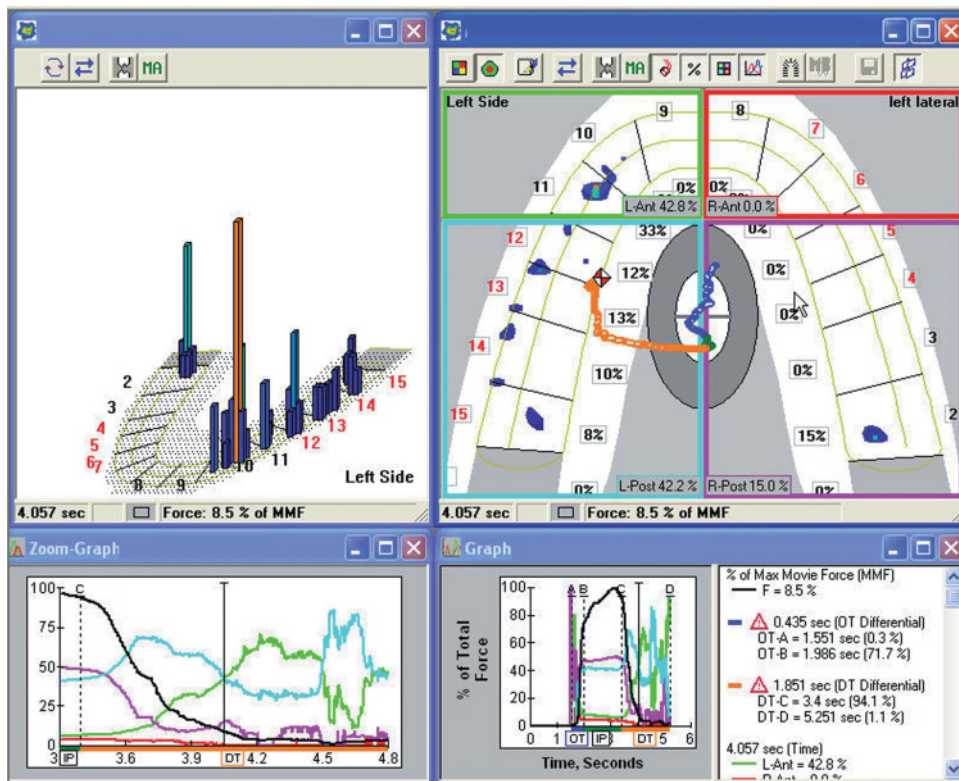 MA
2
3
4
5
6
7
8
9
10
11
12
13
14
15
Left Side
4.057 sec
Force: 8.5 % of MMF
MA
%
MB
Left Side
left lateral
9
8
10
7
11
6
0%
0%
L-Ant 42.8 %
R-Ant 0.0 %
12
33%
0%
5
13
12%
0%
4
13%
0%
14
3
10%
0%
15
8%
15%
2
0%
0%
L-Post 42.2 %
R-Post 15.0 %
4.057 sec
Force: 8.5 % of MMF
Zoom-Graph
100
75
50
25
0
C
3
3.6
3.9
4.2
4.5
4.8
IP
DT
Graph
% of Total
Force
100
80
60
40
20
0
A
B
C
D
0
1
2
3
4
5
6
OT
IP
DT
Time, Seconds
% of Max Movie Force (MMF)
F = 8.5 %
0.435 sec (OT Differential)
OT-A = 1.551 sec (0.3 %)
OT-B = 1.986 sec (71.7 %)
1.851 sec (DT Differential)
DT-C = 3.4 sec (94.1 %)
DT-D = 5.251 sec (1.1 %)
4.057 sec (Time)
L-Ant = 42.8 %